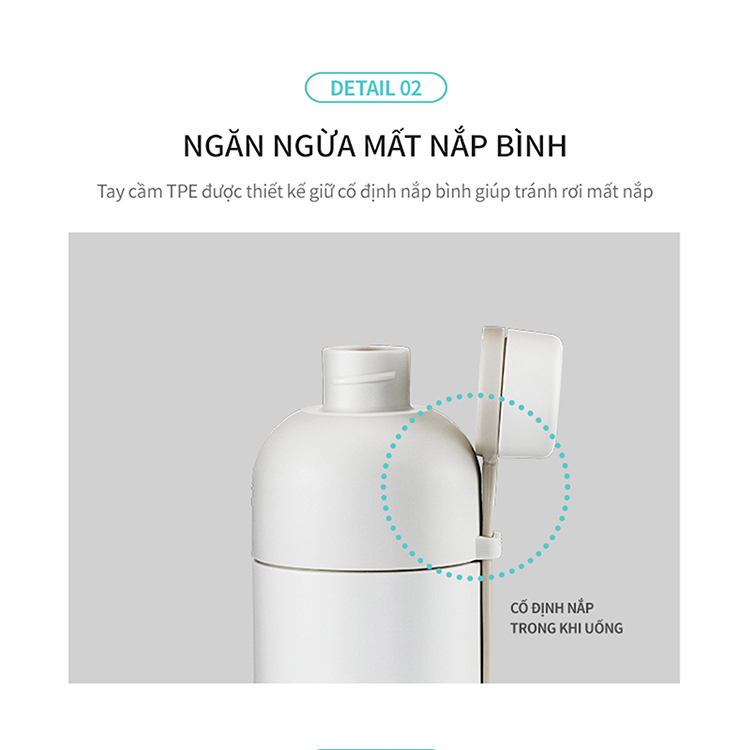 DETAIL 02
NGĂN NGỪA MẤT NẮP BÌNH
Tay cầm TPE được thiết kế giữ cố định nắp bình giúp tránh rơi mất nắp
CỐ ĐỊNH NẮP
TRONG KHI UỐNG